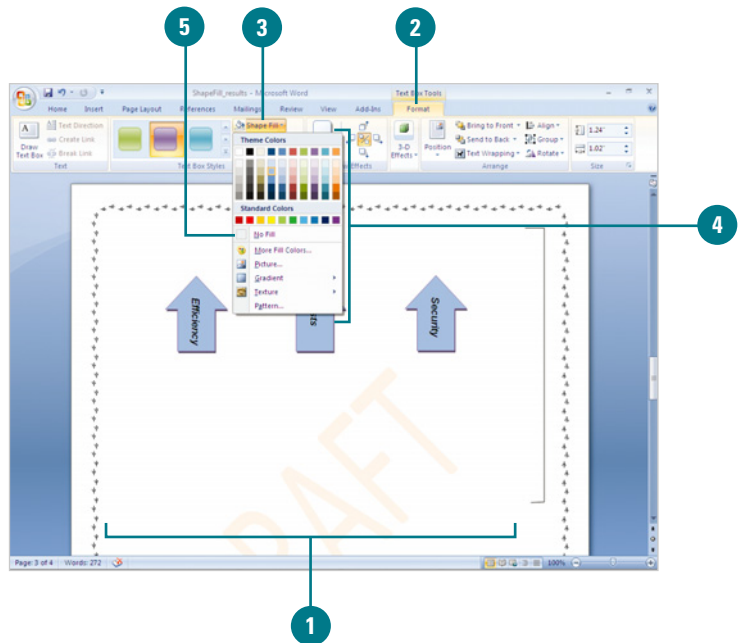 5 3 2
ShapeFill_results - Microsoft Word Text Box Tools
Home Insert Page Layout References Mailings Review View Add-Ins Format
Draw Text Box
Text Direction
Create Link
Break Link
Text
Text Box Styles
Shape Fill
Effects
3-D Effects
Position
Bring to Front
Send to Back
Text Wrapping
Align
Group
Rotate
Arrange
1.24"
1.02"
Size
Theme Colors
Standard Colors
No Fill
More Fill Colors...
Picture...
Gradient
Texture
Pattern...
4
Efficiency
sts
Security
RAFT
Page: 3 of 4 Words: 272 100%
1